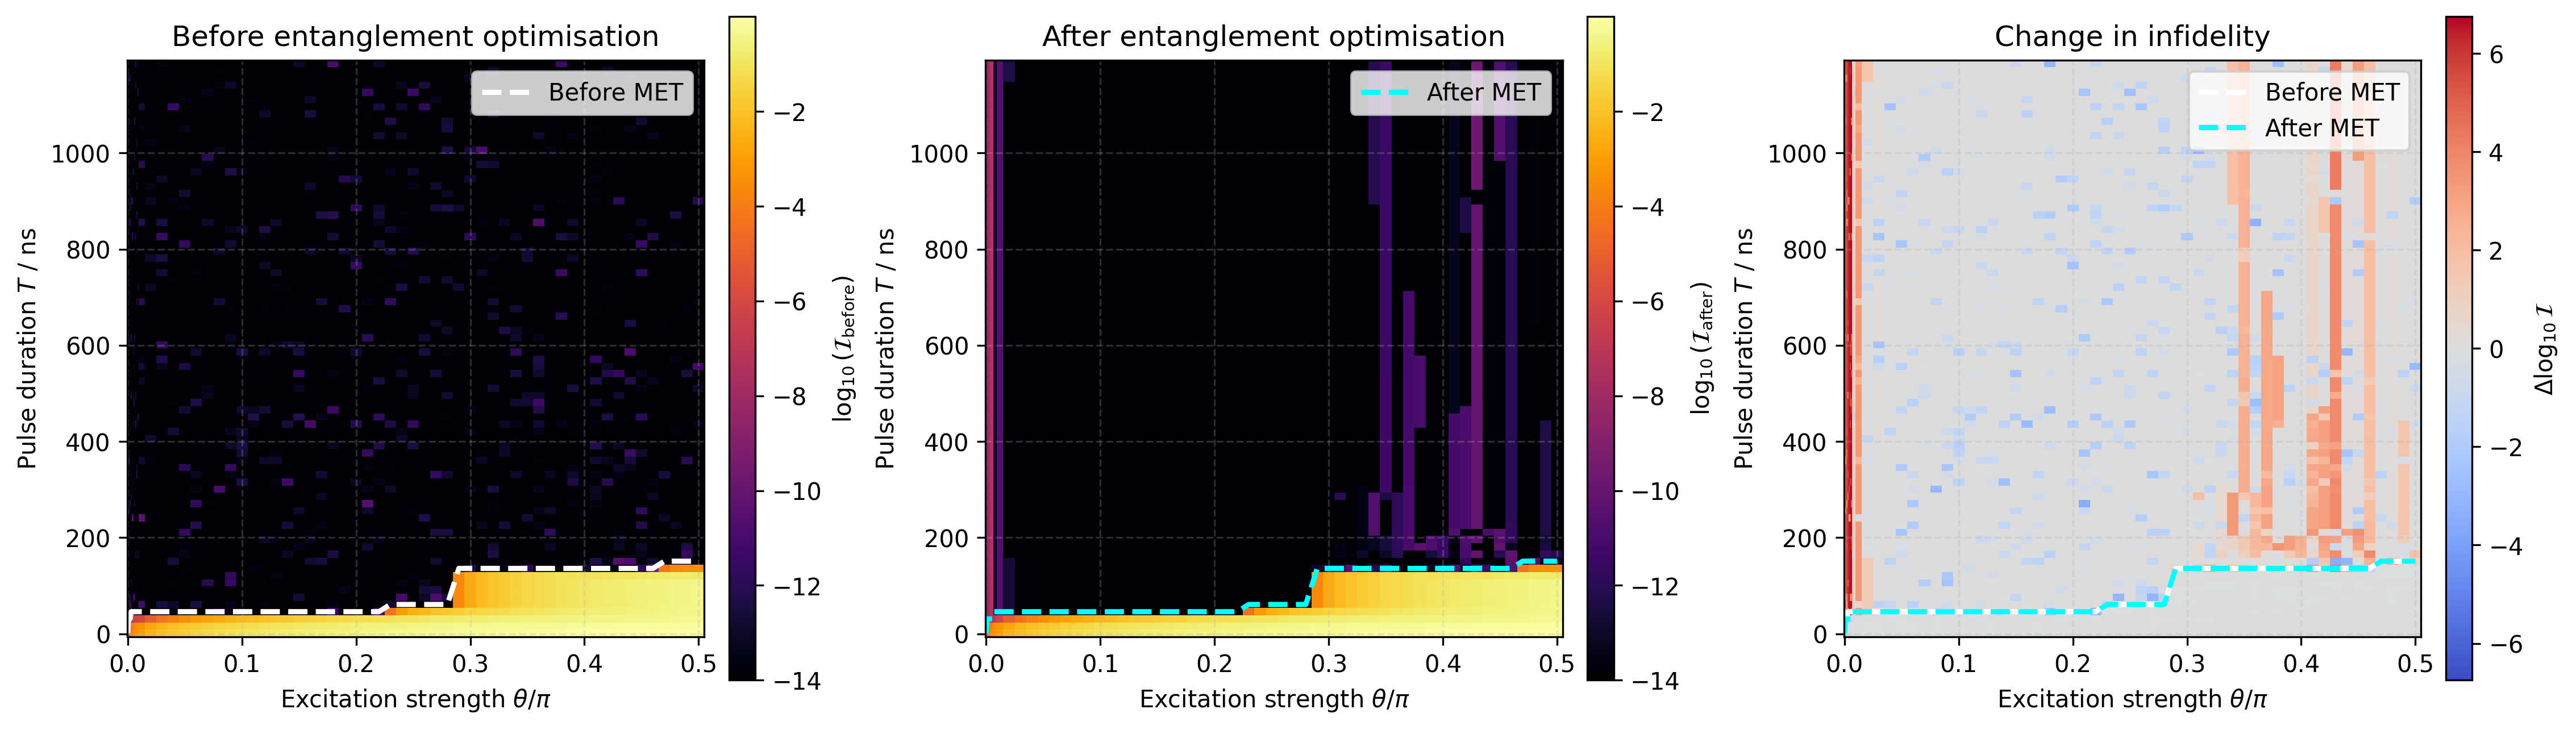 Before entanglement optimisation
Before MET
Pulse duration T / ns
1000
800
600
400
200
0
0.0 0.1 0.2 0.3 0.4 0.5
Excitation strength θ/π
−2
−4
−6
−8
−10
−12
−14
log₁₀ (𝓘before)
After entanglement optimisation
After MET
Pulse duration T / ns
1000
800
600
400
200
0
0.0 0.1 0.2 0.3 0.4 0.5
Excitation strength θ/π
−2
−4
−6
−8
−10
−12
−14
log₁₀ (𝓘after)
Change in infidelity
Before MET
After MET
Pulse duration T / ns
1000
800
600
400
200
0
0.0 0.1 0.2 0.3 0.4 0.5
Excitation strength θ/π
6
4
2
0
−2
−4
−6
Δlog₁₀ 𝓘